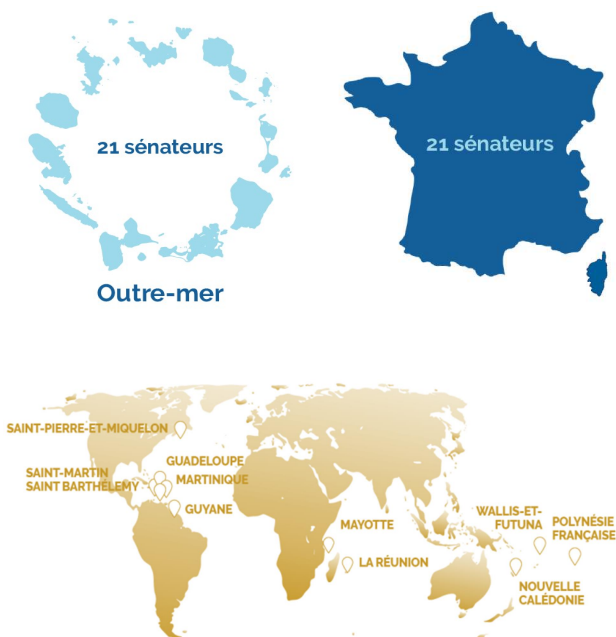 21 sénateurs
21 sénateurs
Outre-mer
SAINT-PIERRE-ET-MIQUELON
GUADELOUPE
SAINT-MARTIN
MARTINIQUE
SAINT BARTHÉLEMY
GUYANE
MAYOTTE
LA RÉUNION
WALLIS-ET-
FUTUNA
POLYNÉSIE
FRANÇAISE
NOUVELLE
CALÉDONIE